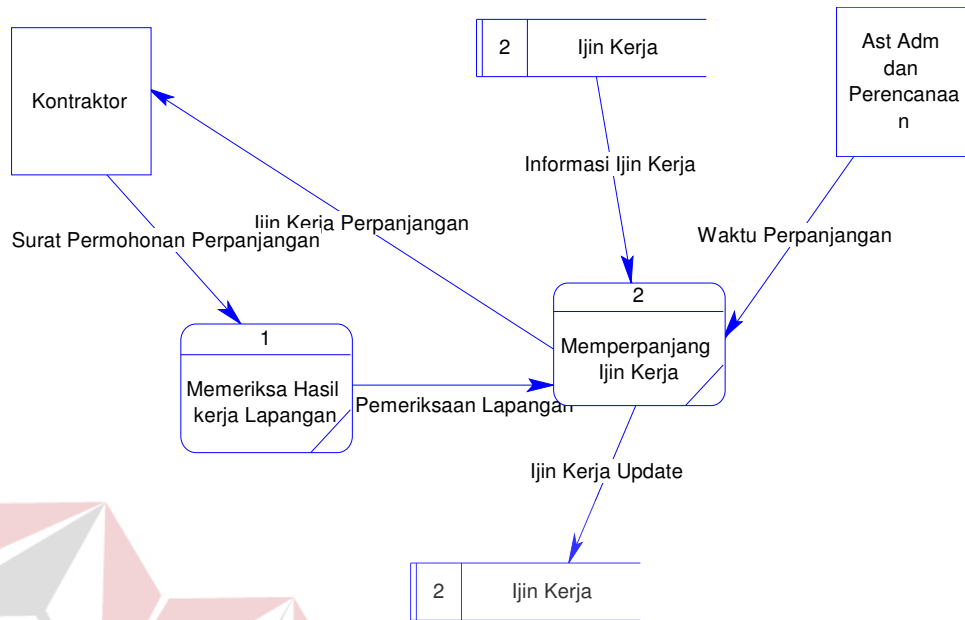 2
Ijin Kerja
Ast Adm
dan
Perencanaa
n
Kontraktor
Informasi Ijin Kerja
Ijin Kerja Perpanjangan
Surat Permohonan Perpanjangan
Waktu Perpanjangan
2
Memperpanjang
Ijin Kerja
1
Memeriksa Hasil
kerja Lapangan
Pemeriksaan Lapangan
Ijin Kerja Update
2
Ijin Kerja